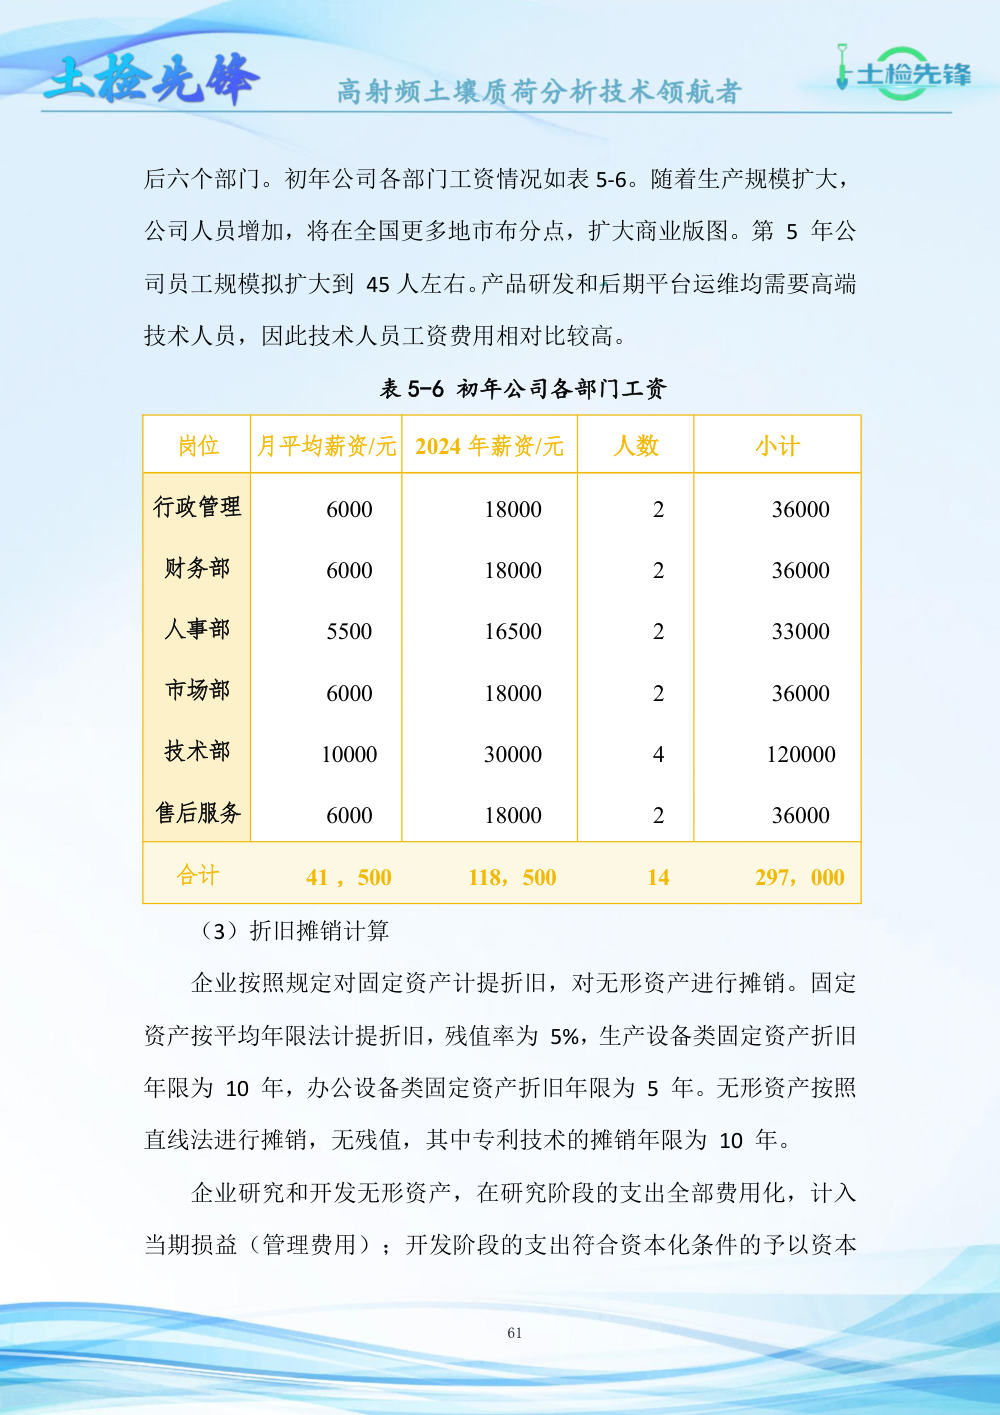 土检先锋
高射频土壤质荷分析技术领航者
土检先锋
后六个部门。初年公司各部门工资情况如表 5-6。随着生产规模扩大，
公司人员增加，将在全国更多地市布分点，扩大商业版图。第 5 年公
司员工规模拟扩大到 45 人左右。产品研发和后期平台运维均需要高端
技术人员，因此技术人员工资费用相对比较高。
表 5-6 初年公司各部门工资
岗位 月平均薪资/元 2024 年薪资/元 人数 小计
行政管理 6000 18000 2 36000
财务部 6000 18000 2 36000
人事部 5500 16500 2 33000
市场部 6000 18000 2 36000
技术部 10000 30000 4 120000
售后服务 6000 18000 2 36000
合计 41，500 118，500 14 297，000
（3）折旧摊销计算
企业按照规定对固定资产计提折旧，对无形资产进行摊销。固定
资产按平均年限法计提折旧，残值率为 5%，生产设备类固定资产折旧
年限为 10 年，办公设备类固定资产折旧年限为 5 年。无形资产按照
直线法进行摊销，无残值，其中专利技术的摊销年限为 10 年。
企业研究和开发无形资产，在研究阶段的支出全部费用化，计入
当期损益（管理费用）；开发阶段的支出符合资本化条件的予以资本
61